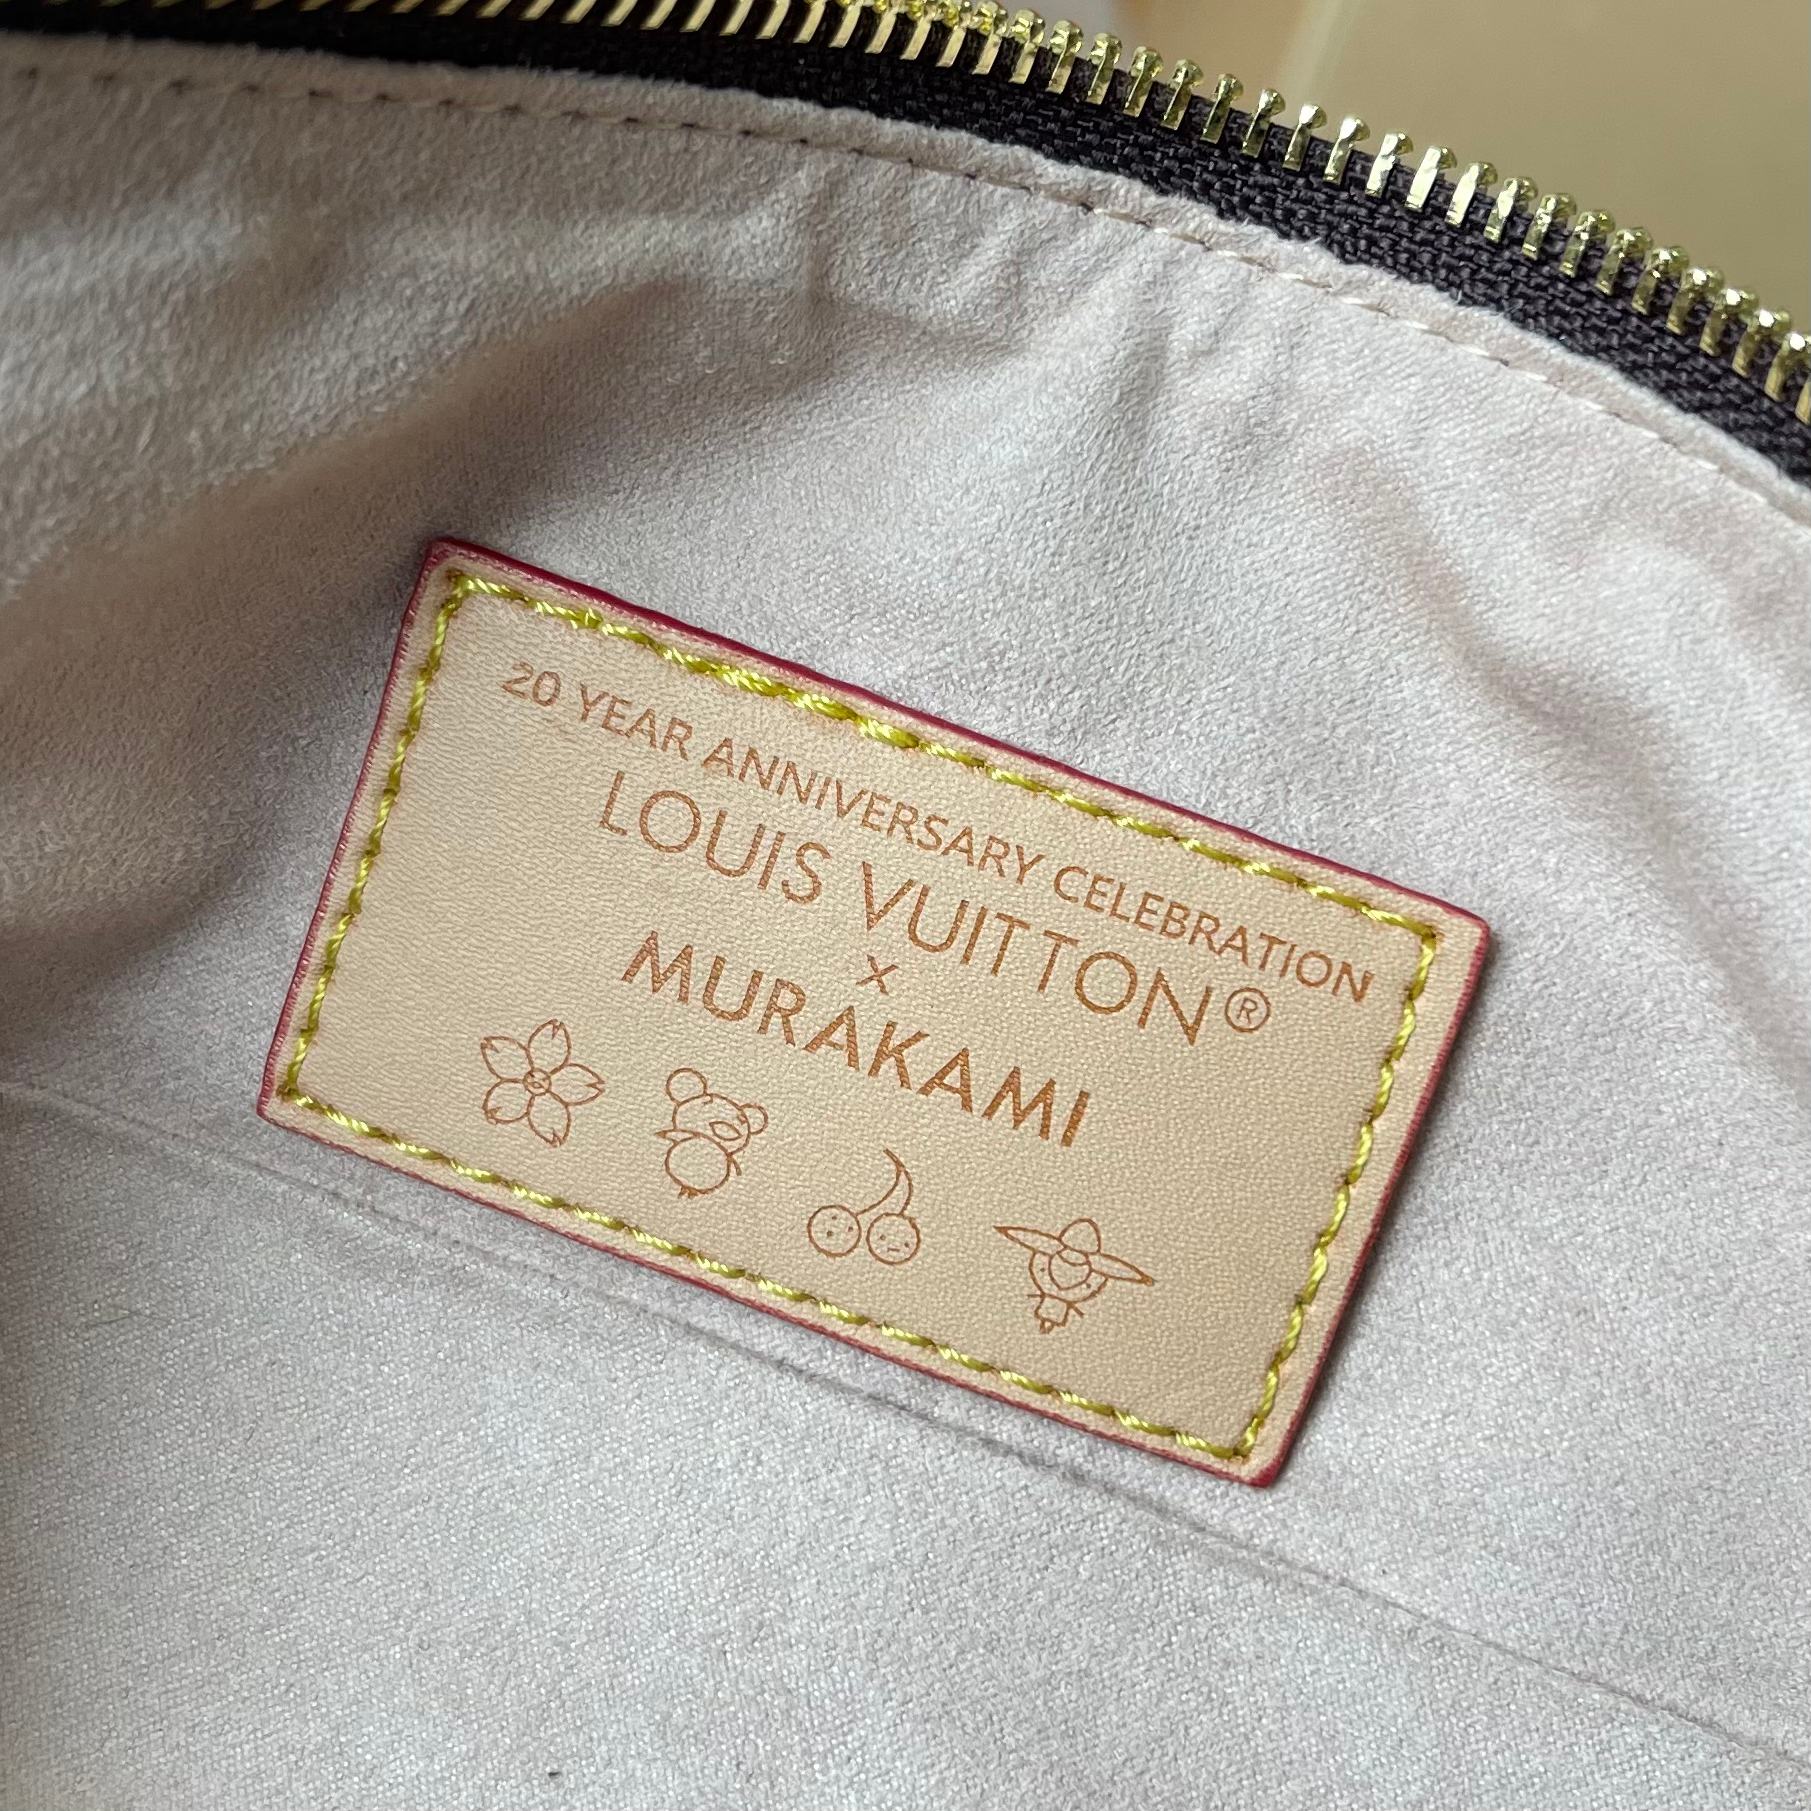 20 YEAR ANNIVERSARY CELEBRATION
LOUIS VUITTON®
x
MURAKAMI